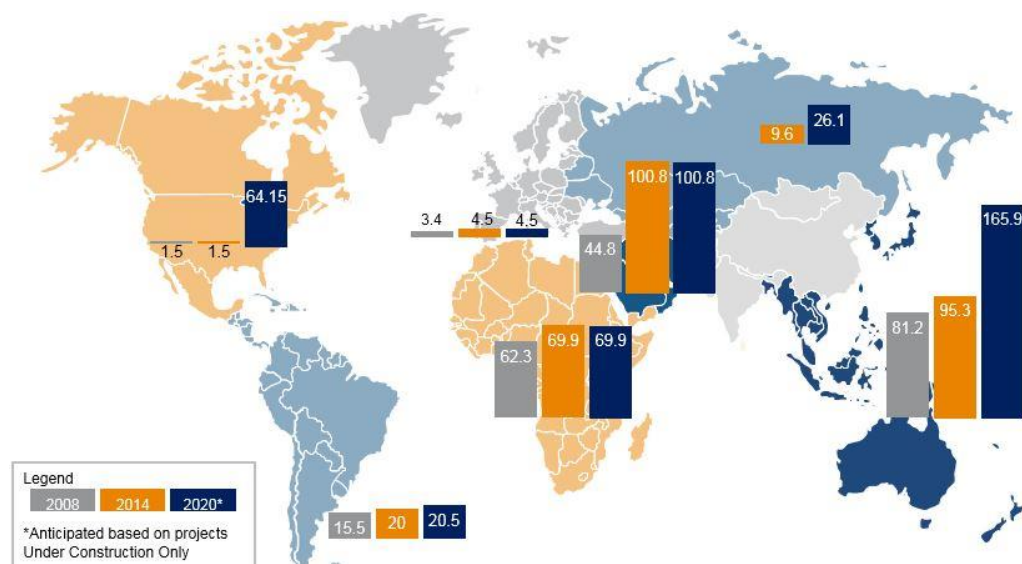 9.6 26.1
64.15
1.5 1.5
3.4 4.5 4.5
44.8 100.8 100.8
62.3 69.9 69.9
81.2 95.3 165.9
15.5 20 20.5
Legend
2008 2014 2020*
*Anticipated based on projects
Under Construction Only